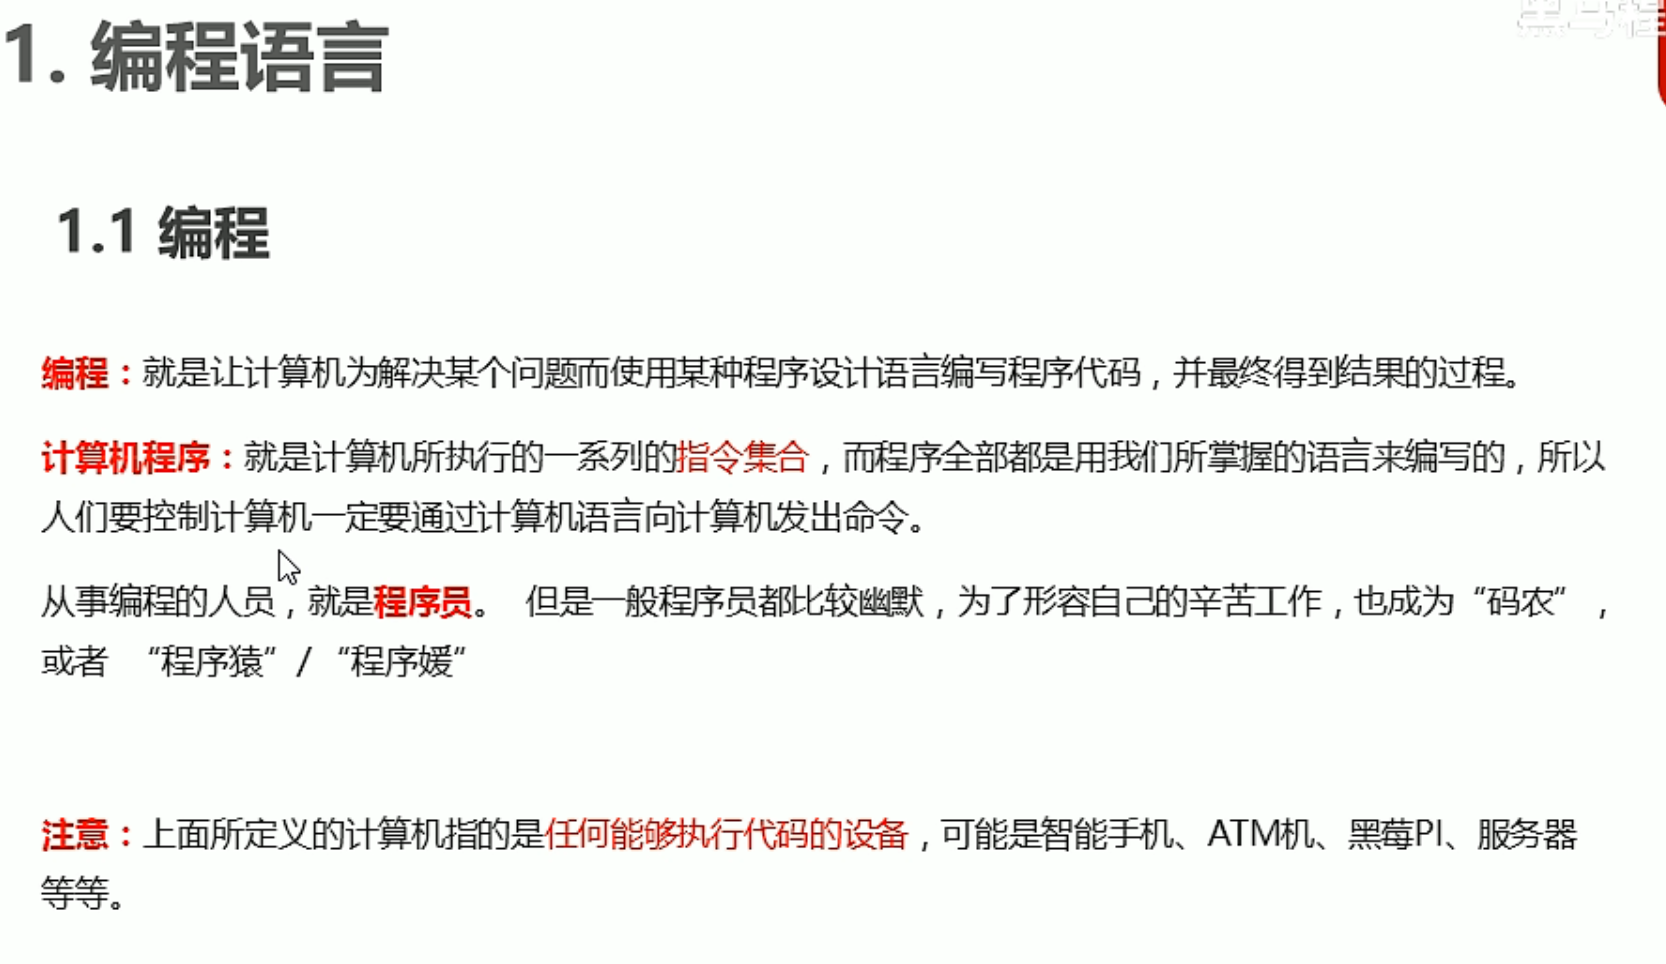 黑马程
1. 编程语言
1.1 编程
编程：就是让计算机为解决某个问题而使用某种程序设计语言编写程序代码，并最终得到结果的过程。
计算机程序：就是计算机所执行的一系列的指令集合，而程序全部都是用我们所掌握的语言来编写的，所以
人们要控制计算机一定要通过计算机语言向计算机发出命令。
从事编程的人员，就是程序员。 但是一般程序员都比较幽默，为了形容自己的辛苦工作，也成为“码农”，
或者 “程序猿” / “程序媛”
注意：上面所定义的计算机指的是任何能够执行代码的设备，可能是智能手机、ATM机、黑莓PI、服务器
等等。